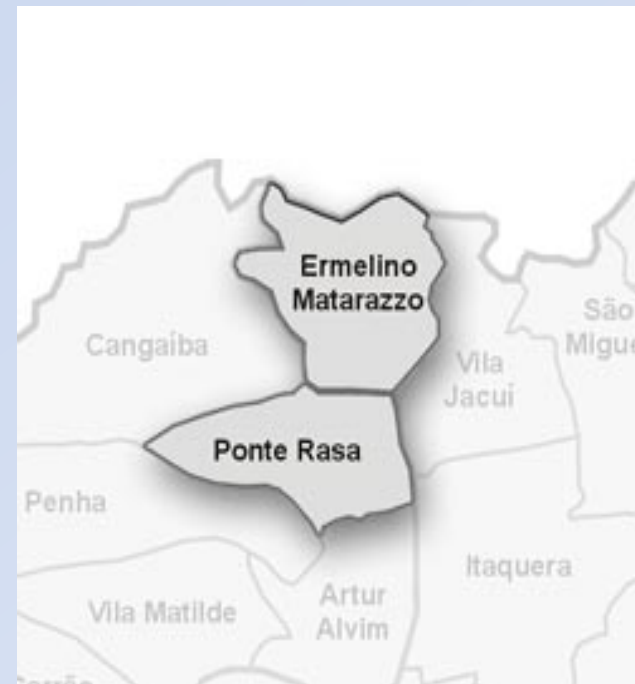 Ermelino
Matarazzo
São
Migue
Cangaíba
Vila
Jacuí
Ponte Rasa
Penha
Itaquera
Artur
Alvim
Vila Matilde